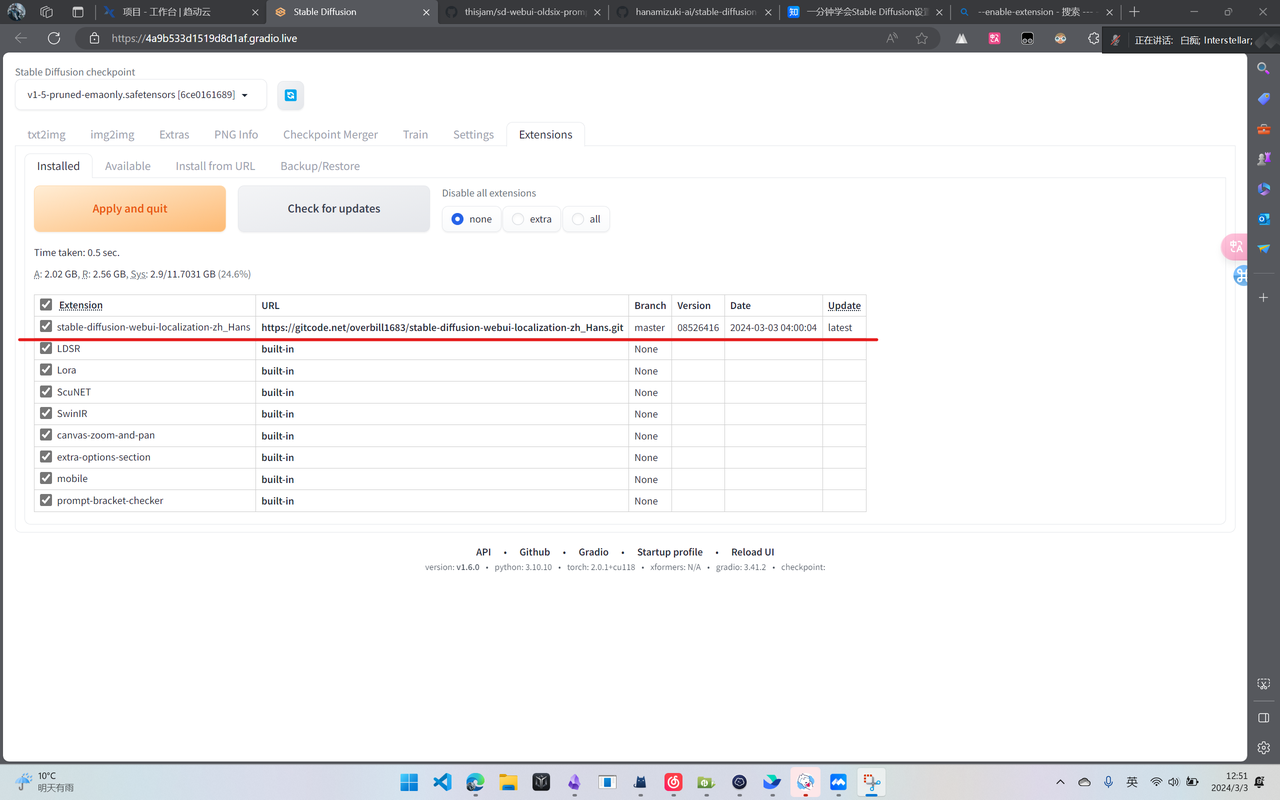 项目 - 工作台 | 趋动云
Stable Diffusion
thisjam/sd-webui-oldsix-prom
hanamizuki-ai/stable-diffusion
知 一分钟学会Stable Diffusion设置
--enable-extension - 搜索 ---
https://4a9b533d1519d8d1af.gradio.live
正在讲话: 白痴; Interstellar;
Stable Diffusion checkpoint
v1-5-pruned-emaonly.safetensors [6ce0161689]
txt2img img2img Extras PNG Info Checkpoint Merger Train Settings Extensions
Installed Available Install from URL Backup/Restore
Apply and quit
Check for updates
Disable all extensions
none extra all
Time taken: 0.5 sec.
A: 2.02 GB, R: 2.56 GB, Sys: 2.9/11.7031 GB (24.6%)
Extension URL Branch Version Date Update
stable-diffusion-webui-localization-zh_Hans https://gitcode.net/overbill1683/stable-diffusion-webui-localization-zh_Hans.git master 08526416 2024-03-03 04:00:04 latest
LDSR built-in None
Lora built-in None
ScuNET built-in None
SwinIR built-in None
canvas-zoom-and-pan built-in None
extra-options-section built-in None
mobile built-in None
prompt-bracket-checker built-in None
API • Github • Gradio • Startup profile • Reload UI
version: v1.6.0 • python: 3.10.10 • torch: 2.0.1+cu118 • xformers: N/A • gradio: 3.41.2 • checkpoint:
10°C
明天有雨
英
12:51
2024/3/3